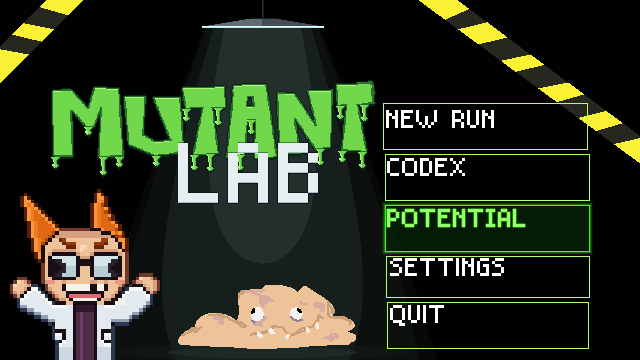 MUTANT
LAB
NEW RUN
CODEX
POTENTIAL
SETTINGS
QUIT